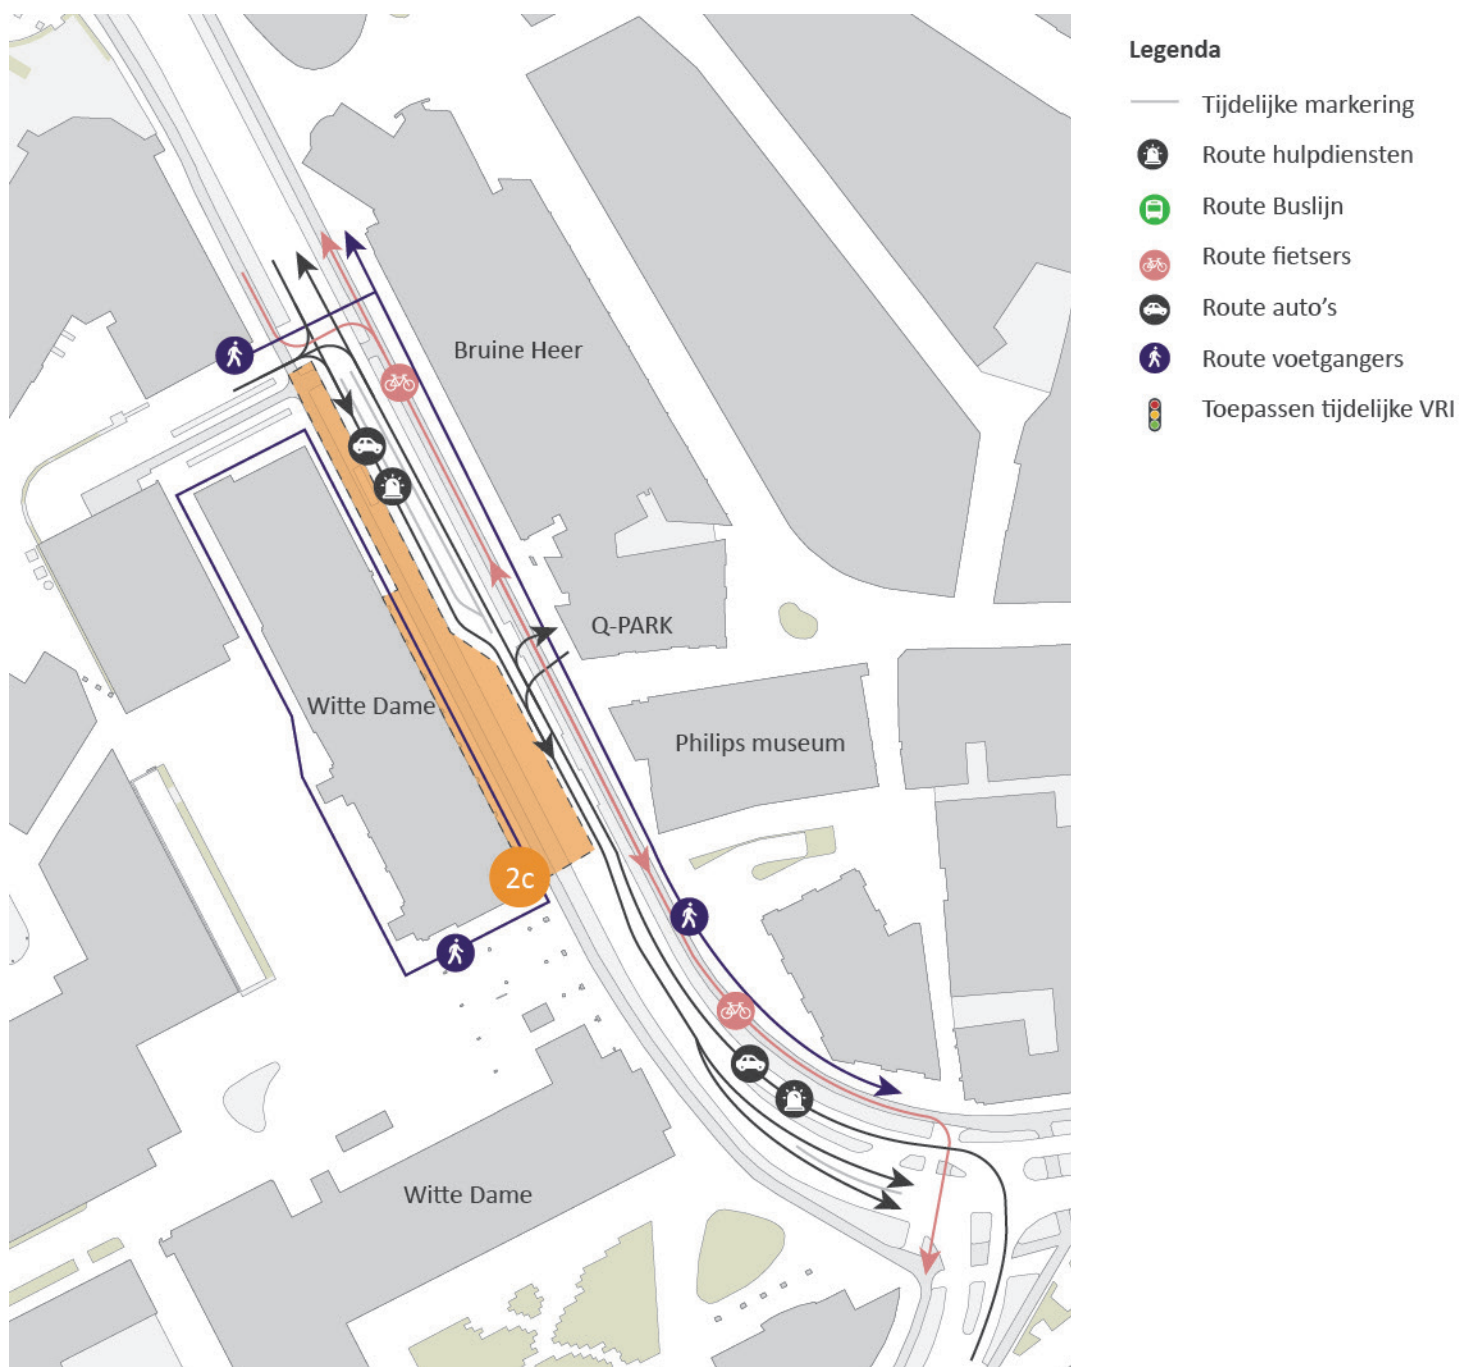 Legenda
Tijdelijke markering
Route hulpdiensten
Route Buslijn
Route fietsers
Route auto's
Route voetgangers
Toepassen tijdelijke VRI
Bruine Heer
Q-PARK
Witte Dame
Philips museum
2c
Witte Dame